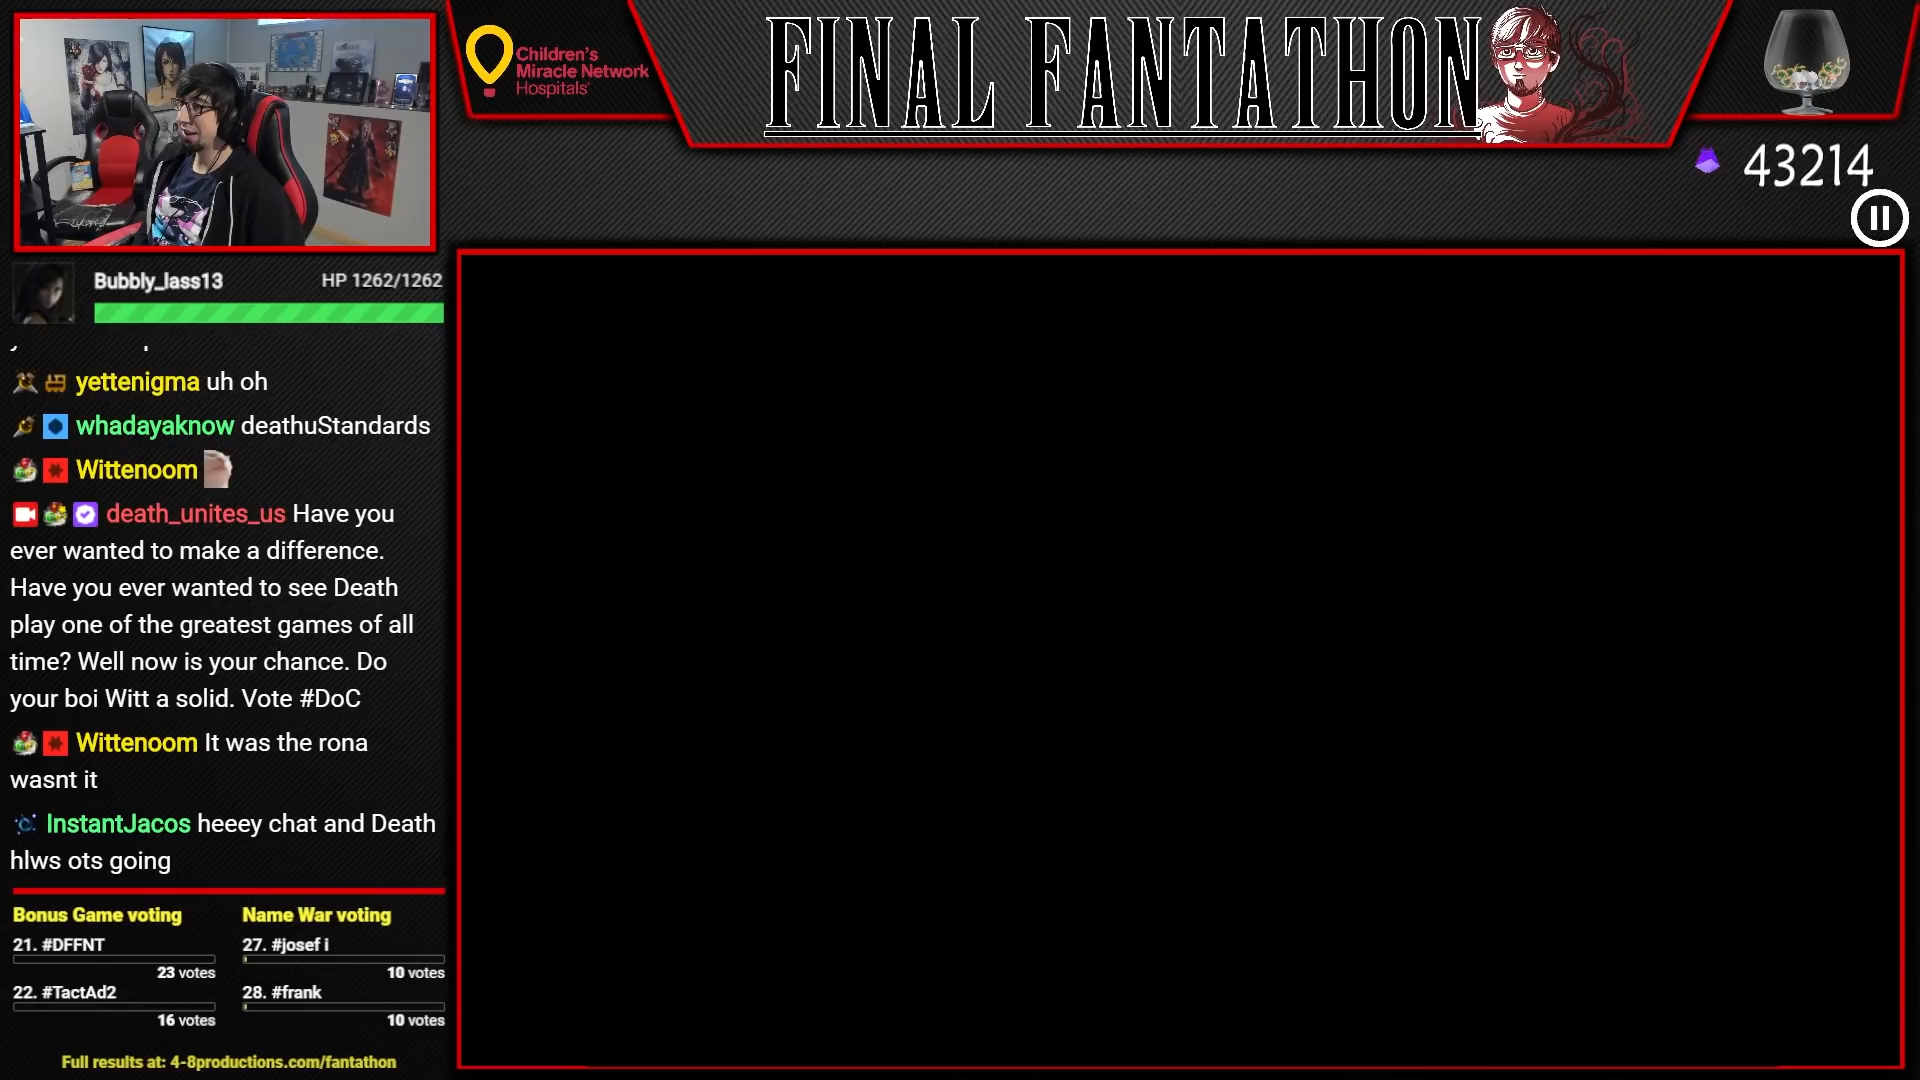 Children's
Miracle Network
Hospitals
FINAL FANTATHON
43214
Bubbly_lass13 HP 1262/1262
yettenigma uh oh
whadayaknow deathuStandards
Wittenoom
death_unites_us Have you
ever wanted to make a difference.
Have you ever wanted to see Death
play one of the greatest games of all
time? Well now is your chance. Do
your boi Witt a solid. Vote #DoC
Wittenoom It was the rona
wasnt it
InstantJacos heeey chat and Death
hlws ots going
Bonus Game voting
21. #DFFNT
23 votes
22. #TactAd2
16 votes
Name War voting
27. #josef i
10 votes
28. #frank
10 votes
Full results at: 4-8productions.com/fantathon